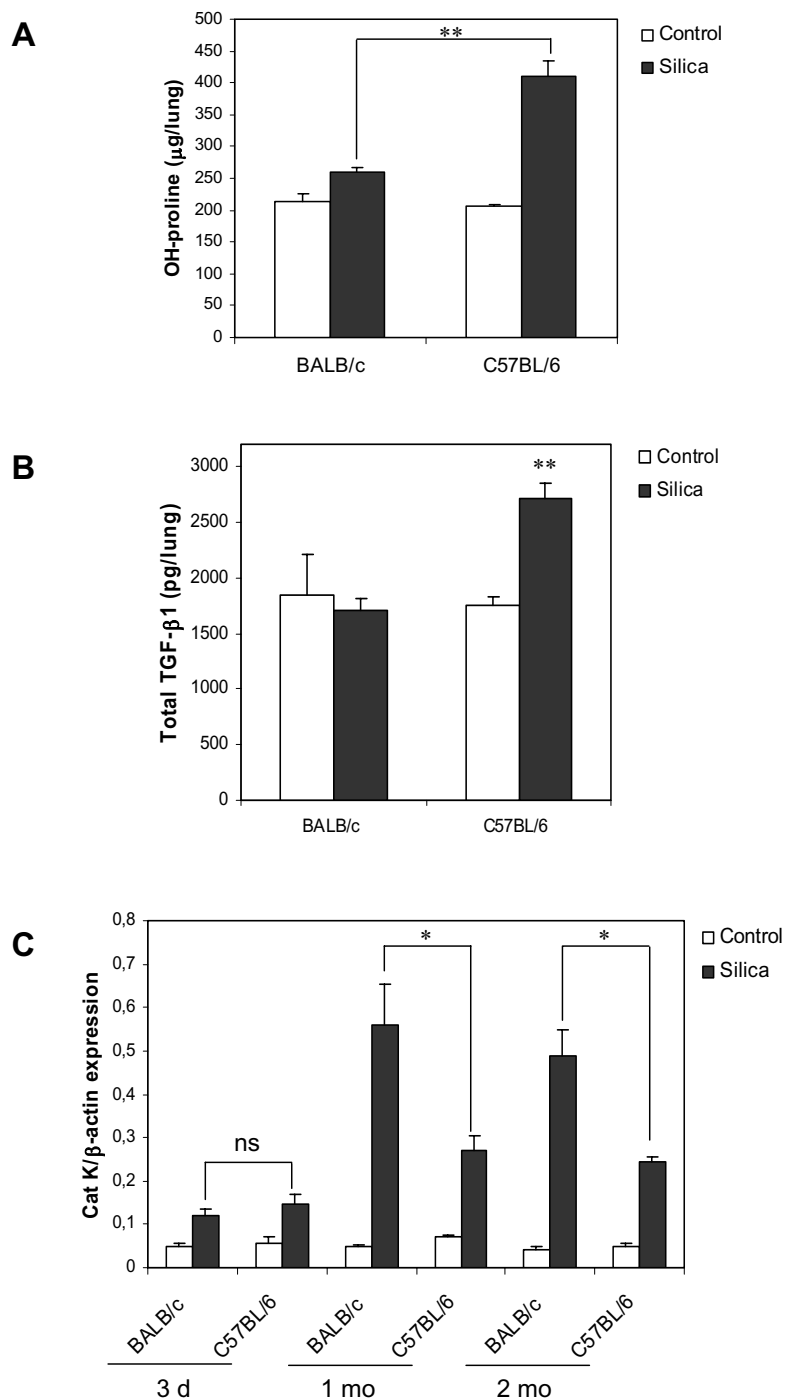 A
OH-proline (µg/lung)
500
450
400
350
300
250
200
150
100
50
0
**
Control
Silica
BALB/c
C57BL/6
B
Total TGF-β1 (pg/lung)
3000
2500
2000
1500
1000
500
0
**
Control
Silica
BALB/c
C57BL/6
C
Cat K/β-actin expression
0,8
0,7
0,6
0,5
0,4
0,3
0,2
0,1
0
ns
*
*
Control
Silica
BALB/c
C57BL/6
BALB/c
C57BL/6
BALB/c
C57BL/6
3 d
1 mo
2 mo